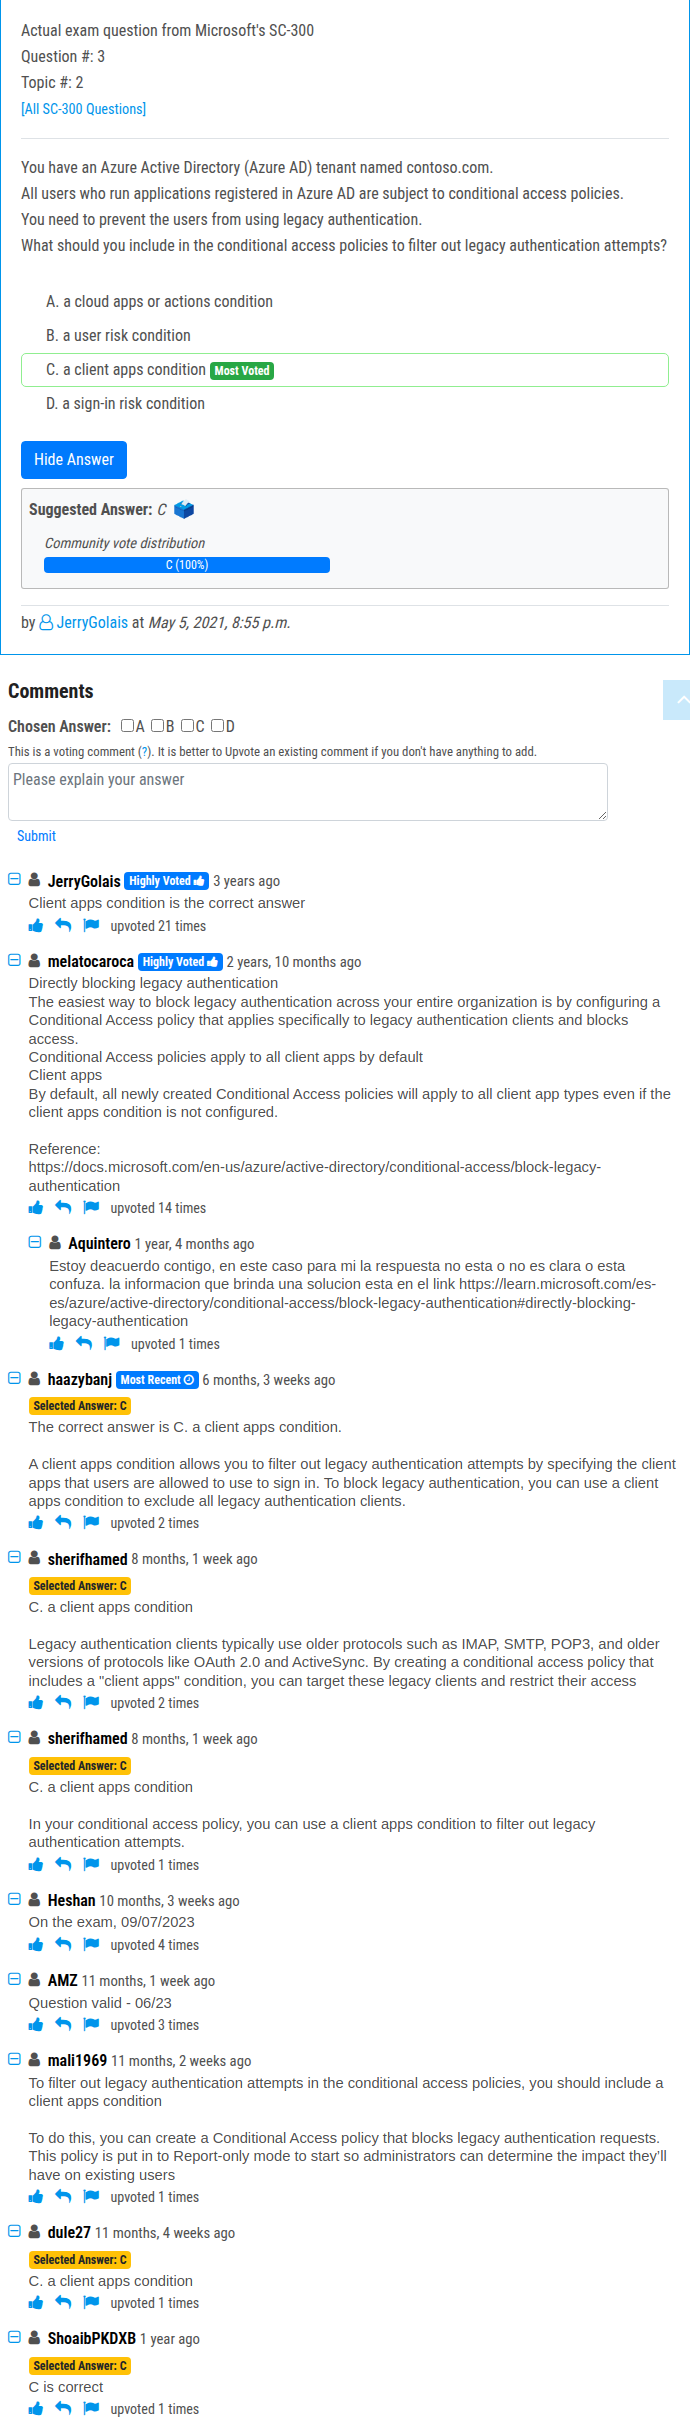 Actual exam question from Microsoft's SC-300
Question #: 3
Topic #: 2
[All SC-300 Questions]
You have an Azure Active Directory (Azure AD) tenant named contoso.com.
All users who run applications registered in Azure AD are subject to conditional access policies.
You need to prevent the users from using legacy authentication.
What should you include in the conditional access policies to filter out legacy authentication attempts?
A. a cloud apps or actions condition
B. a user risk condition
C. a client apps condition Most Voted
D. a sign-in risk condition
Hide Answer
Suggested Answer: C
Community vote distribution
C (100%)
by JerryGolais at May 5, 2021, 8:55 p.m.
Comments
Chosen Answer: A B C D
This is a voting comment (?). It is better to Upvote an existing comment if you don't have anything to add.
Please explain your answer
Submit
JerryGolais Highly Voted 3 years ago
Client apps condition is the correct answer
upvoted 21 times
melatocaroca Highly Voted 2 years, 10 months ago
Directly blocking legacy authentication
The easiest way to block legacy authentication across your entire organization is by configuring a
Conditional Access policy that applies specifically to legacy authentication clients and blocks
access.
Conditional Access policies apply to all client apps by default
Client apps
By default, all newly created Conditional Access policies will apply to all client app types even if the
client apps condition is not configured.
Reference:
https://docs.microsoft.com/en-us/azure/active-directory/conditional-access/block-legacy-
authentication
upvoted 14 times
Aquintero 1 year, 4 months ago
Estoy deacuerdo contigo, en este caso para mi la respuesta no esta o no es clara o esta
confuza. la informacion que brinda una solucion esta en el link https://learn.microsoft.com/es-
es/azure/active-directory/conditional-access/block-legacy-authentication#directly-blocking-
legacy-authentication
upvoted 1 times
haazybanj Most Recent 6 months, 3 weeks ago
Selected Answer: C
The correct answer is C. a client apps condition.
A client apps condition allows you to filter out legacy authentication attempts by specifying the client
apps that users are allowed to use to sign in. To block legacy authentication, you can use a client
apps condition to exclude all legacy authentication clients.
upvoted 2 times
sherifhamed 8 months, 1 week ago
Selected Answer: C
C. a client apps condition
Legacy authentication clients typically use older protocols such as IMAP, SMTP, POP3, and older
versions of protocols like OAuth 2.0 and ActiveSync. By creating a conditional access policy that
includes a "client apps" condition, you can target these legacy clients and restrict their access
upvoted 2 times
sherifhamed 8 months, 1 week ago
Selected Answer: C
C. a client apps condition
In your conditional access policy, you can use a client apps condition to filter out legacy
authentication attempts.
upvoted 1 times
Heshan 10 months, 3 weeks ago
On the exam, 09/07/2023
upvoted 4 times
AMZ 11 months, 1 week ago
Question valid - 06/23
upvoted 3 times
mali1969 11 months, 2 weeks ago
To filter out legacy authentication attempts in the conditional access policies, you should include a
client apps condition
To do this, you can create a Conditional Access policy that blocks legacy authentication requests.
This policy is put in to Report-only mode to start so administrators can determine the impact they'll
have on existing users
upvoted 1 times
dule27 11 months, 4 weeks ago
Selected Answer: C
C. a client apps condition
upvoted 1 times
ShoaibPKDXB 1 year ago
Selected Answer: C
C is correct
upvoted 1 times